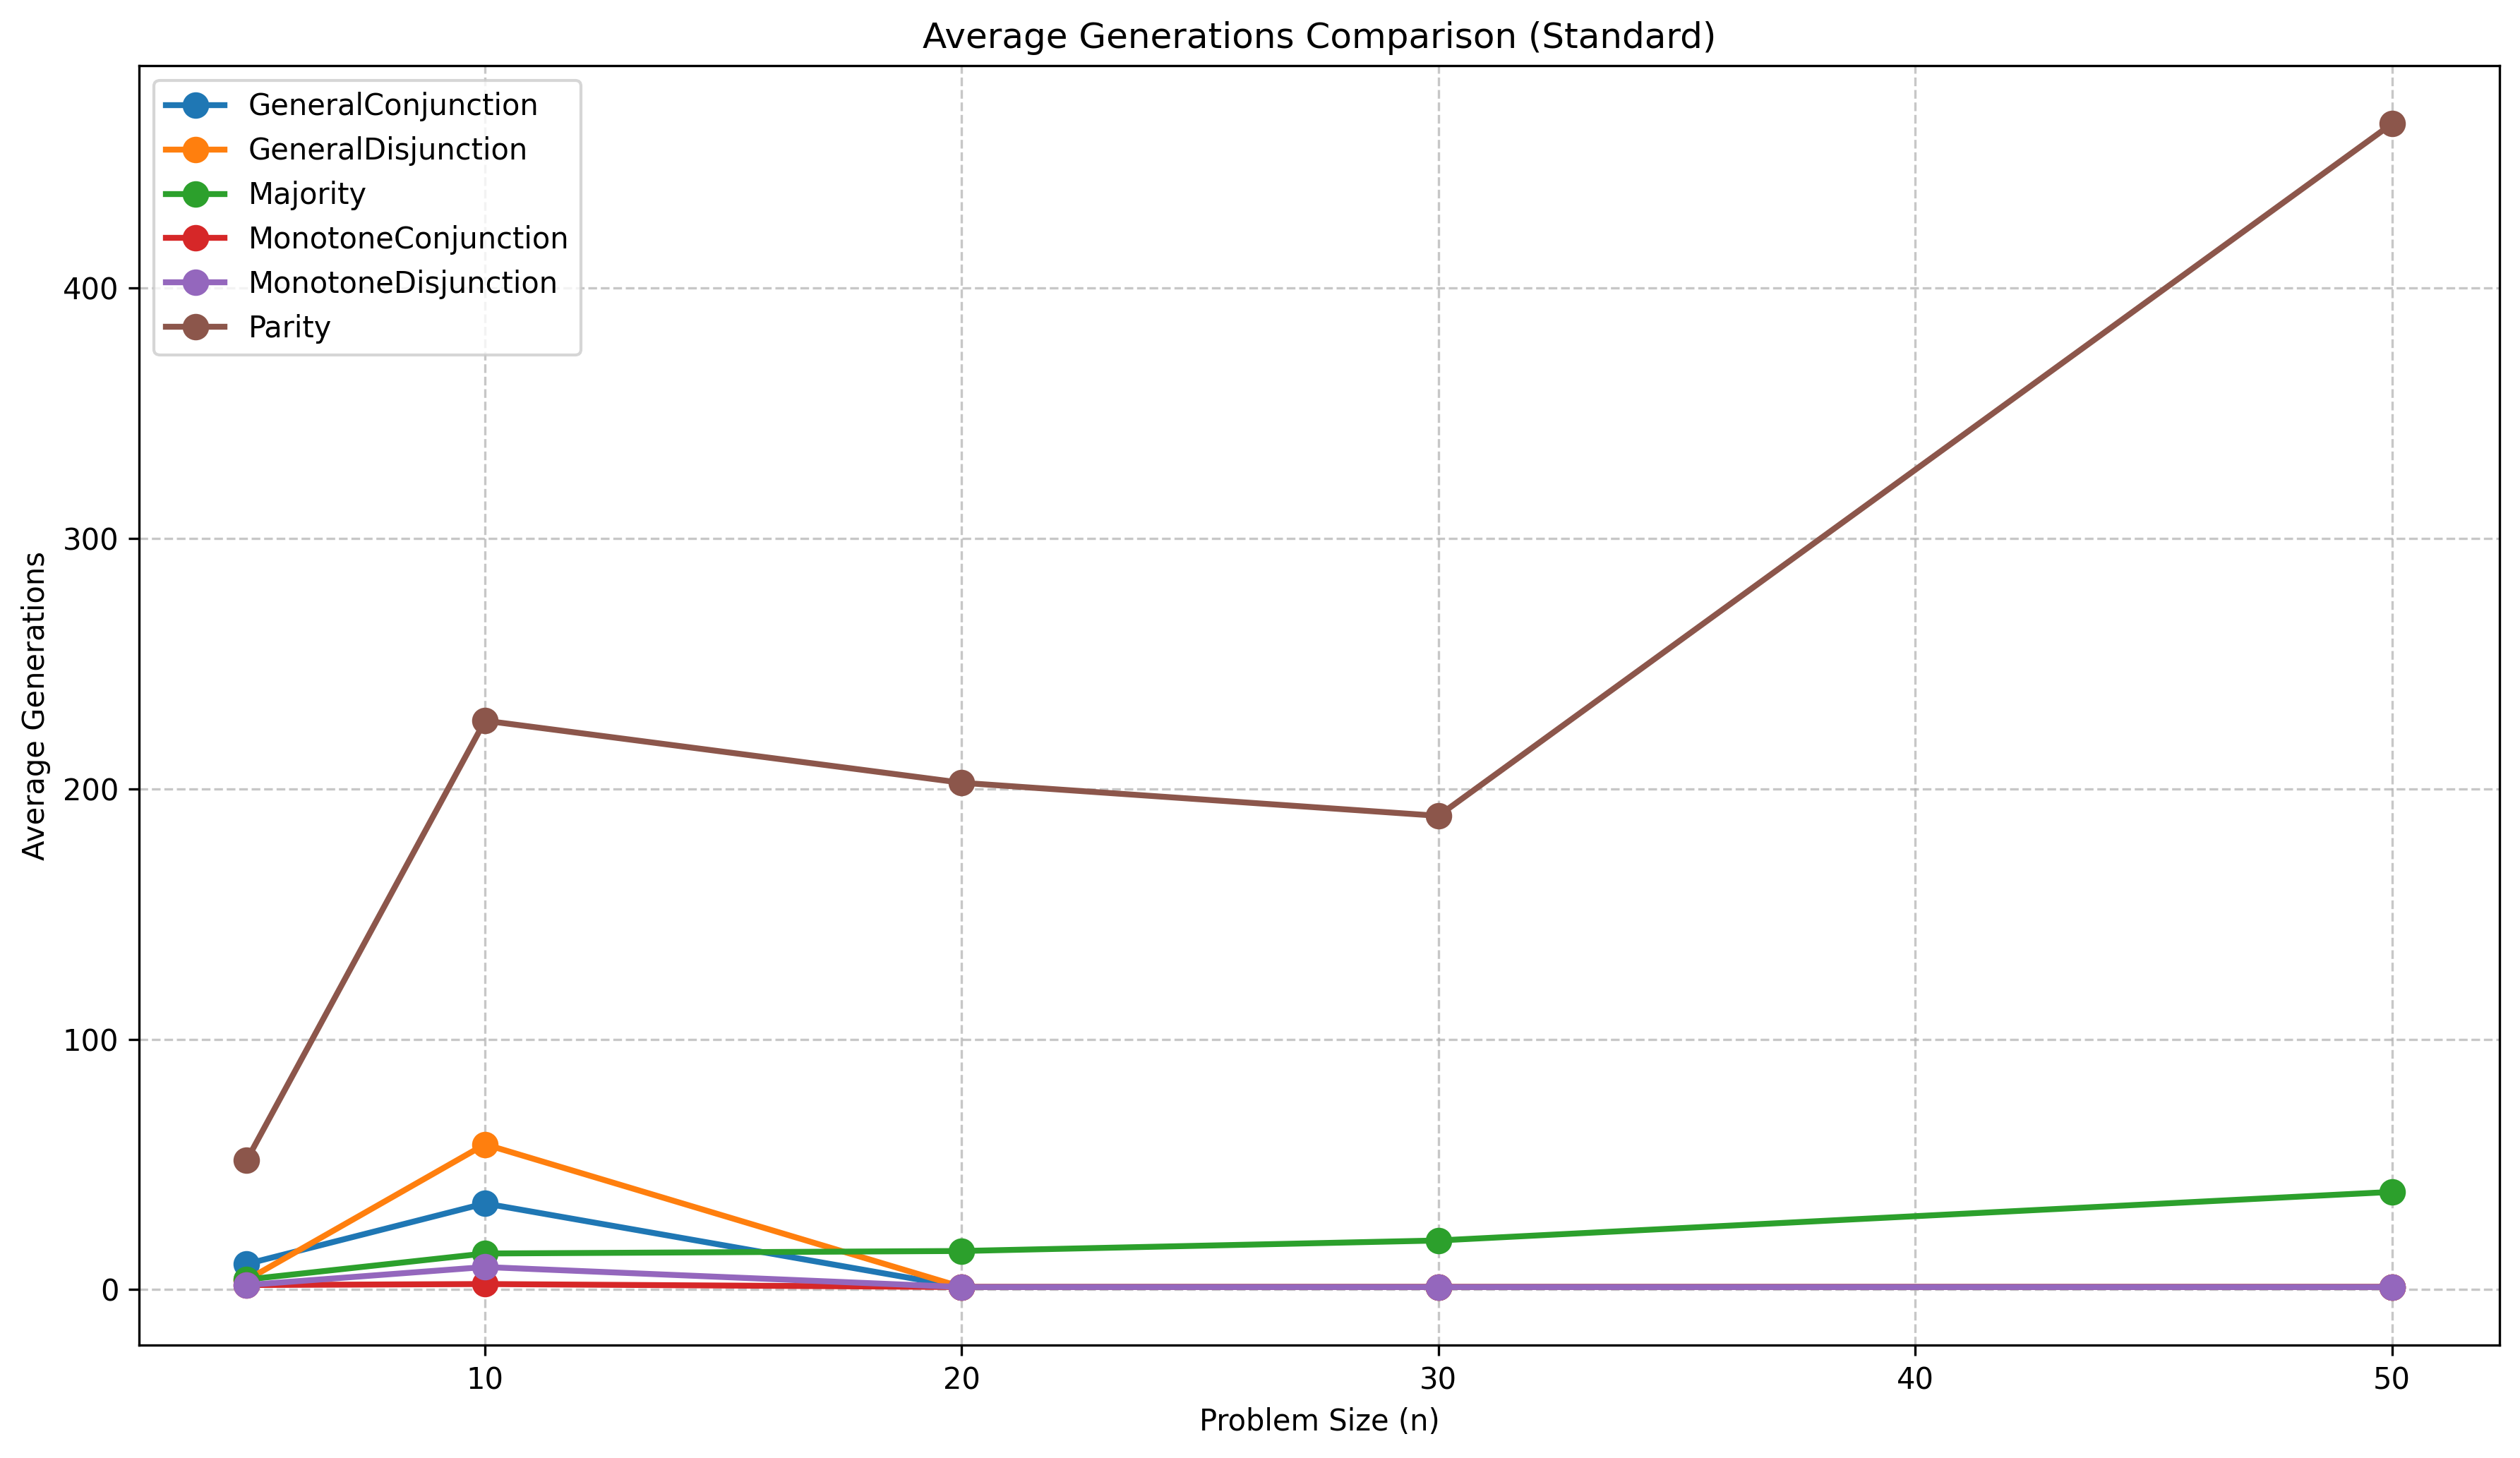 Average Generations Comparison (Standard)
GeneralConjunction
GeneralDisjunction
Majority
MonotoneConjunction
MonotoneDisjunction
Parity
Average Generations
400
300
200
100
0
10 20 30 40 50
Problem Size (n)